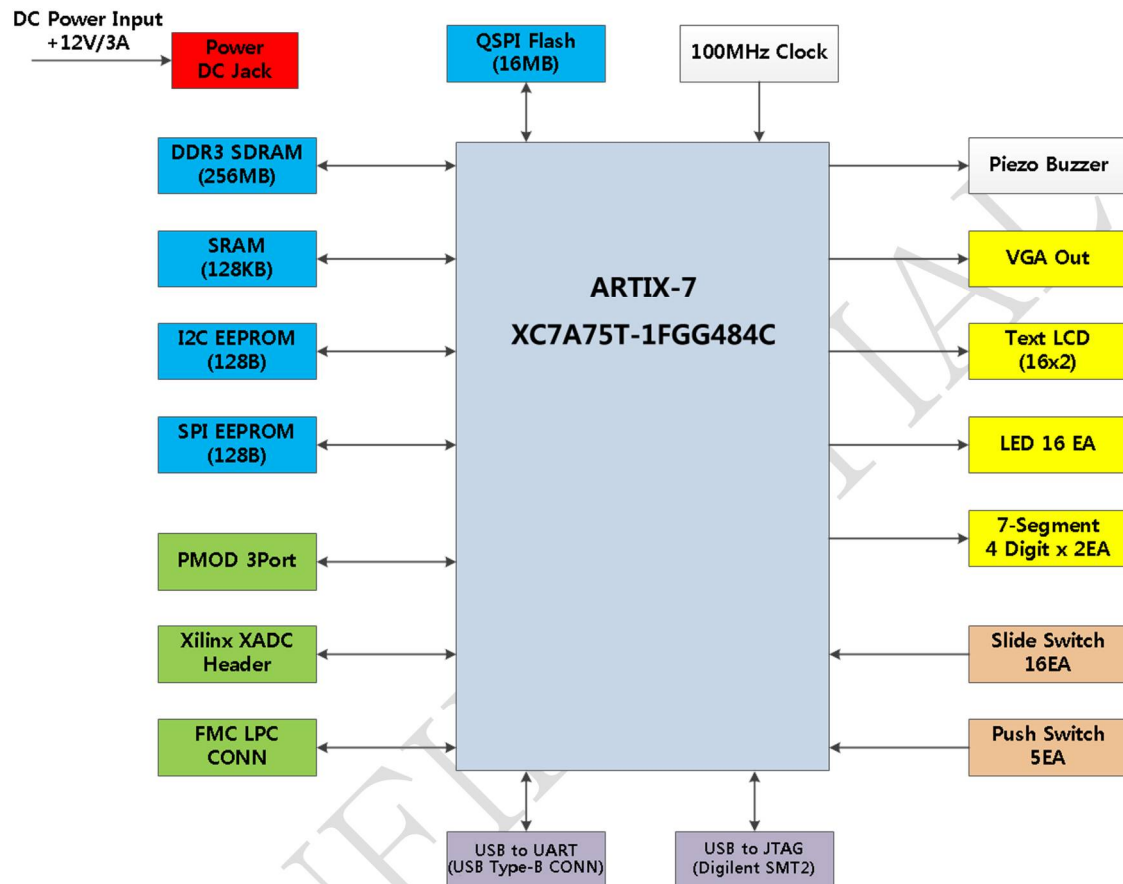 DC Power Input
+12V/3A
Power
DC Jack
QSPI Flash
(16MB)
100MHz Clock
DDR3 SDRAM
(256MB)
SRAM
(128KB)
I2C EEPROM
(128B)
SPI EEPROM
(128B)
PMOD 3Port
Xilinx XADC
Header
FMC LPC
CONN
ARTIX-7
XC7A75T-1FGG484C
Piezo Buzzer
VGA Out
Text LCD
(16x2)
LED 16 EA
7-Segment
4 Digit x 2EA
Slide Switch
16EA
Push Switch
5EA
USB to UART
(USB Type-B CONN)
USB to JTAG
(Digilent SMT2)